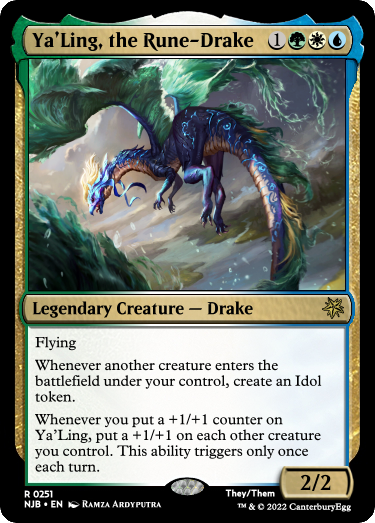 Ya'Ling, the Rune-Drake 1
Legendary Creature — Drake
Flying
Whenever another creature enters the
battlefield under your control, create an Idol
token.
Whenever you put a +1/+1 counter on
Ya'Ling, put a +1/+1 on each other creature
you control. This ability triggers only once
each turn.
2/2
R 0251
NJB • EN Ramza Ardyputra
They/Them
™ & © 2022 CanterburyEgg